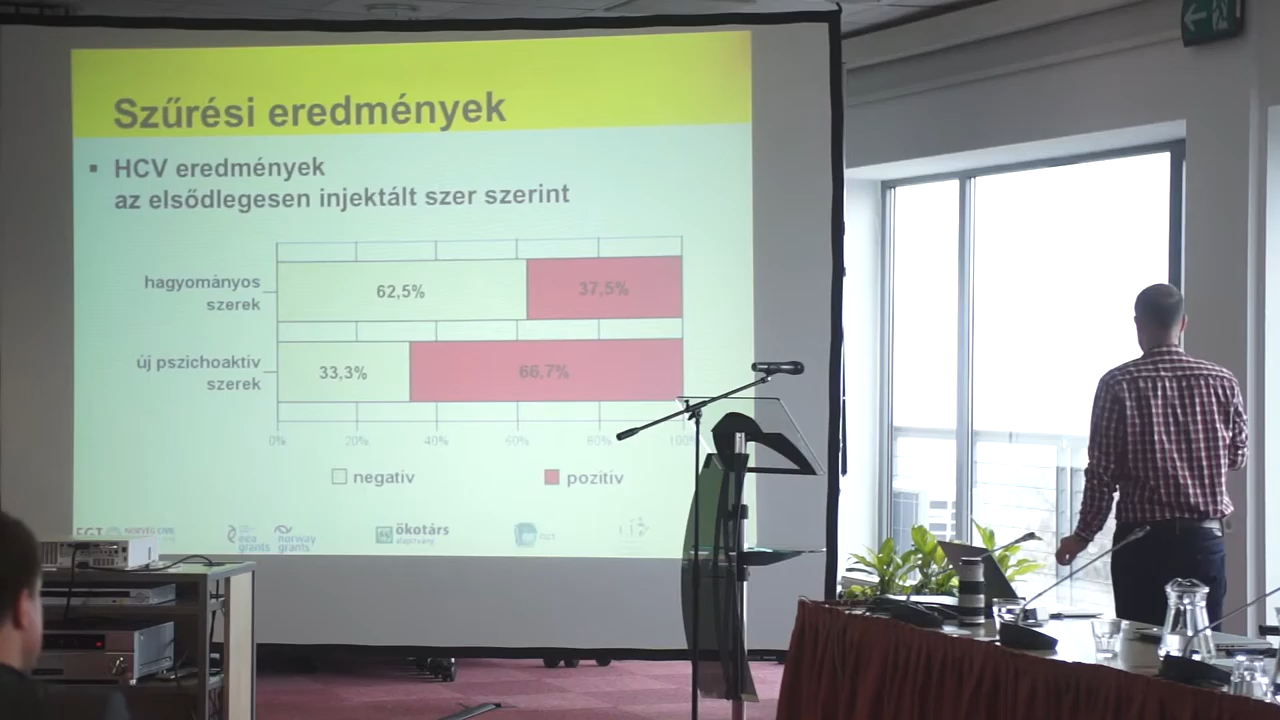 Szűrési eredmények
▪ HCV eredmények
az elsődlegesen injektált szer szerint
hagyományos
szerek
62,5%
37,5%
új pszichoaktív
szerek
33,3%
66,7%
0%
20%
40%
60%
80%
100%
negatív
pozitív
eea
grants
norway
grants
ökotárs
alapítvány